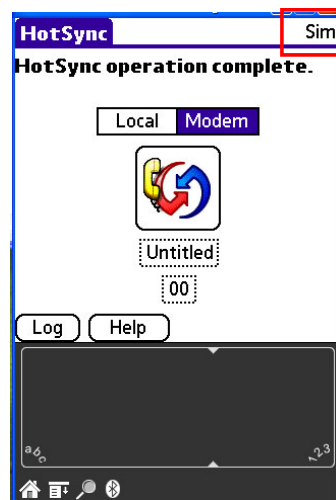 HotSync Sim
HotSync operation complete.
Local Modem
Untitled
00
Log Help
abc 123